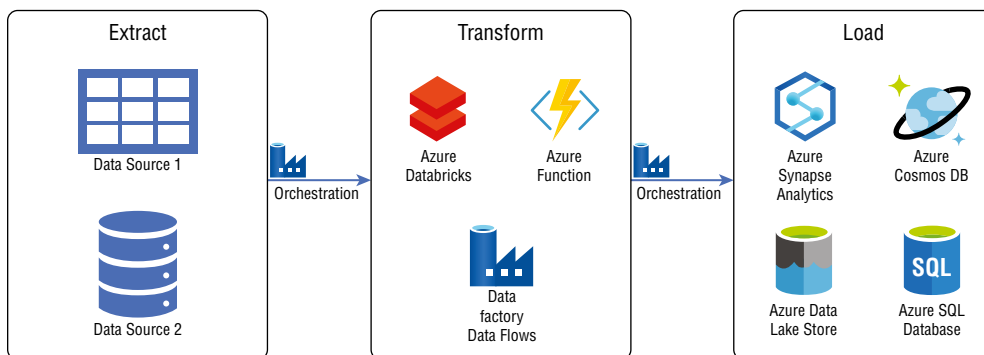 Extract
Data Source 1
Data Source 2
Orchestration
Transform
Azure
Databricks
Azure
Function
Data
factory
Data Flows
Orchestration
Load
Azure
Synapse
Analytics
Azure
Cosmos DB
Azure Data
Lake Store
SQL
Azure SQL
Database